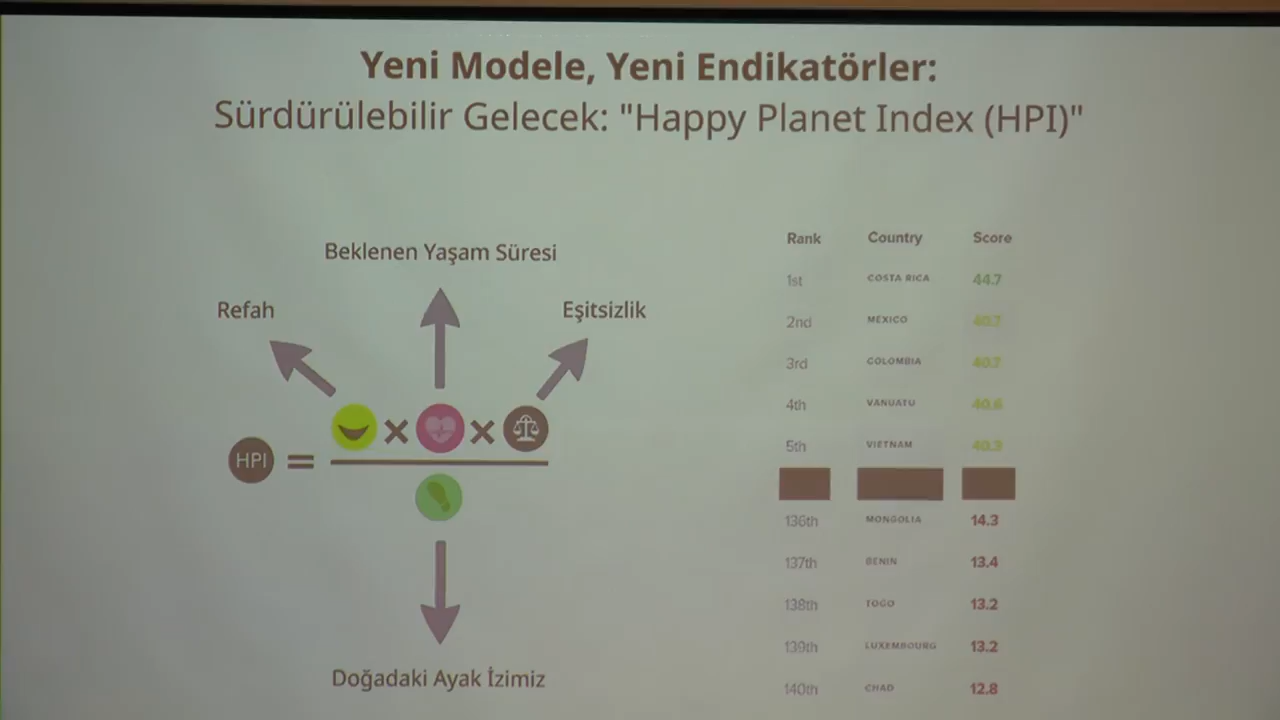 Yeni Modele, Yeni Endikatörler:
Sürdürülebilir Gelecek: "Happy Planet Index (HPI)"
Beklenen Yaşam Süresi
Refah
Eşitsizlik
HPI
Doğadaki Ayak İzimiz
Rank Country Score
1st COSTA RICA 44.7
2nd MEXICO 40.7
3rd COLOMBIA 40.7
4th VANUATU 40.6
5th VIETNAM 40.3
136th MONGOLIA 14.3
137th BENIN 13.4
138th TOGO 13.2
139th LUXEMBOURG 13.2
140th CHAD 12.8